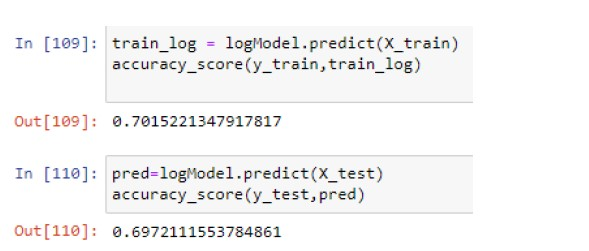 In [109]: train_log = logModel.predict(X_train)
accuracy_score(y_train,train_log)
Out[109]: 0.7015221347917817
In [110]: pred=logModel.predict(X_test)
accuracy_score(y_test,pred)
Out[110]: 0.6972111553784861